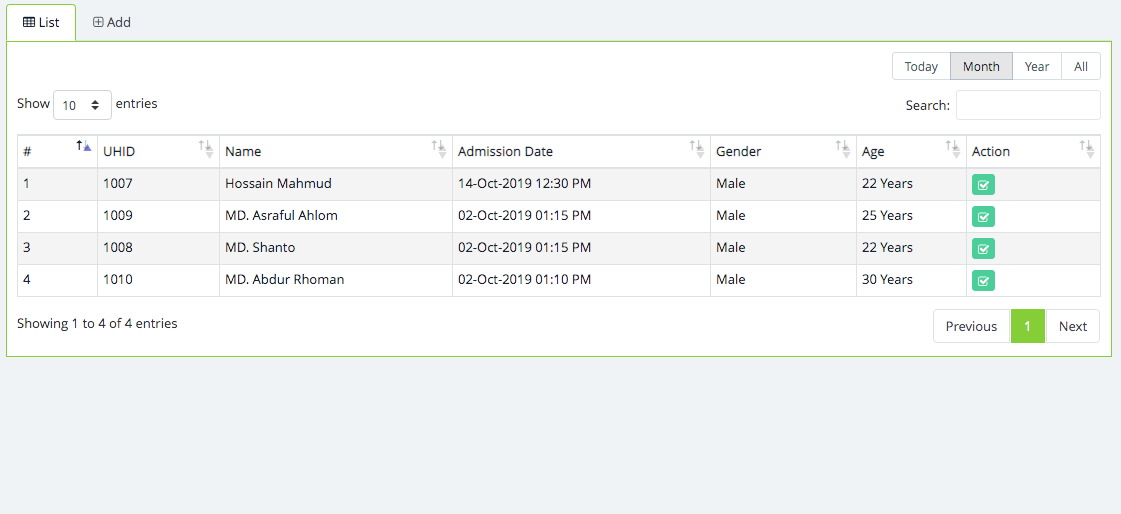 List Add
Today Month Year All
Show 10 entries Search:
# UHID Name Admission Date Gender Age Action
1 1007 Hossain Mahmud 14-Oct-2019 12:30 PM Male 22 Years
2 1009 MD. Asraful Ahlom 02-Oct-2019 01:15 PM Male 25 Years
3 1008 MD. Shanto 02-Oct-2019 01:15 PM Male 22 Years
4 1010 MD. Abdur Rhoman 02-Oct-2019 01:10 PM Male 30 Years
Showing 1 to 4 of 4 entries Previous 1 Next